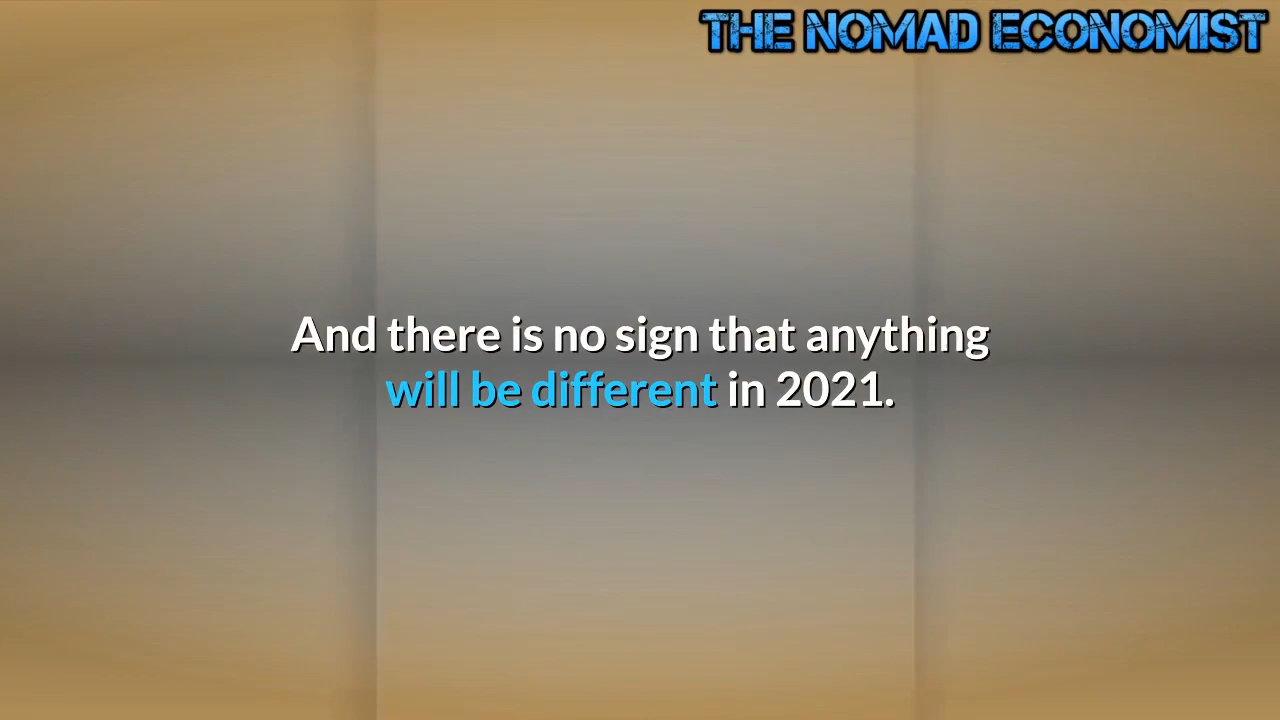 THE NOMAD ECONOMIST
And there is no sign that anything
will be different in 2021.